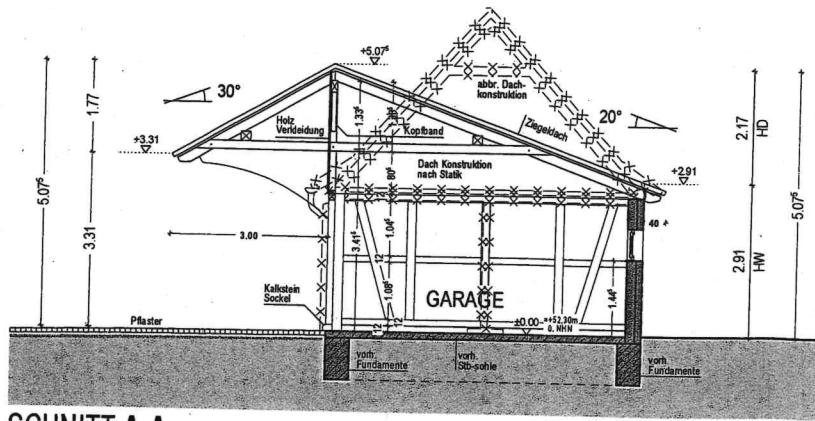 +5.07⁵
abbr. Dach-
konstruktion
30°
20°
Holz
Verkleidung
Kopfband
Ziegeldach
1.33⁵
1.77
+3.31
2.17
HD
Dach Konstruktion
nach Statik
80⁵
+2.91
5.07⁵
3.31
3.00
3.41⁵
1.04⁵
12
40
2.91
HW
5.07⁵
Kalkstein
Sockel
1.08⁵
GARAGE
1.44⁵
Pflaster
12
12
±0.00 =+52,30m
ü. NHN
vorh.
Fundamente
vorh.
Stb-sohle
vorh.
Fundamente
SCHNITT A-A